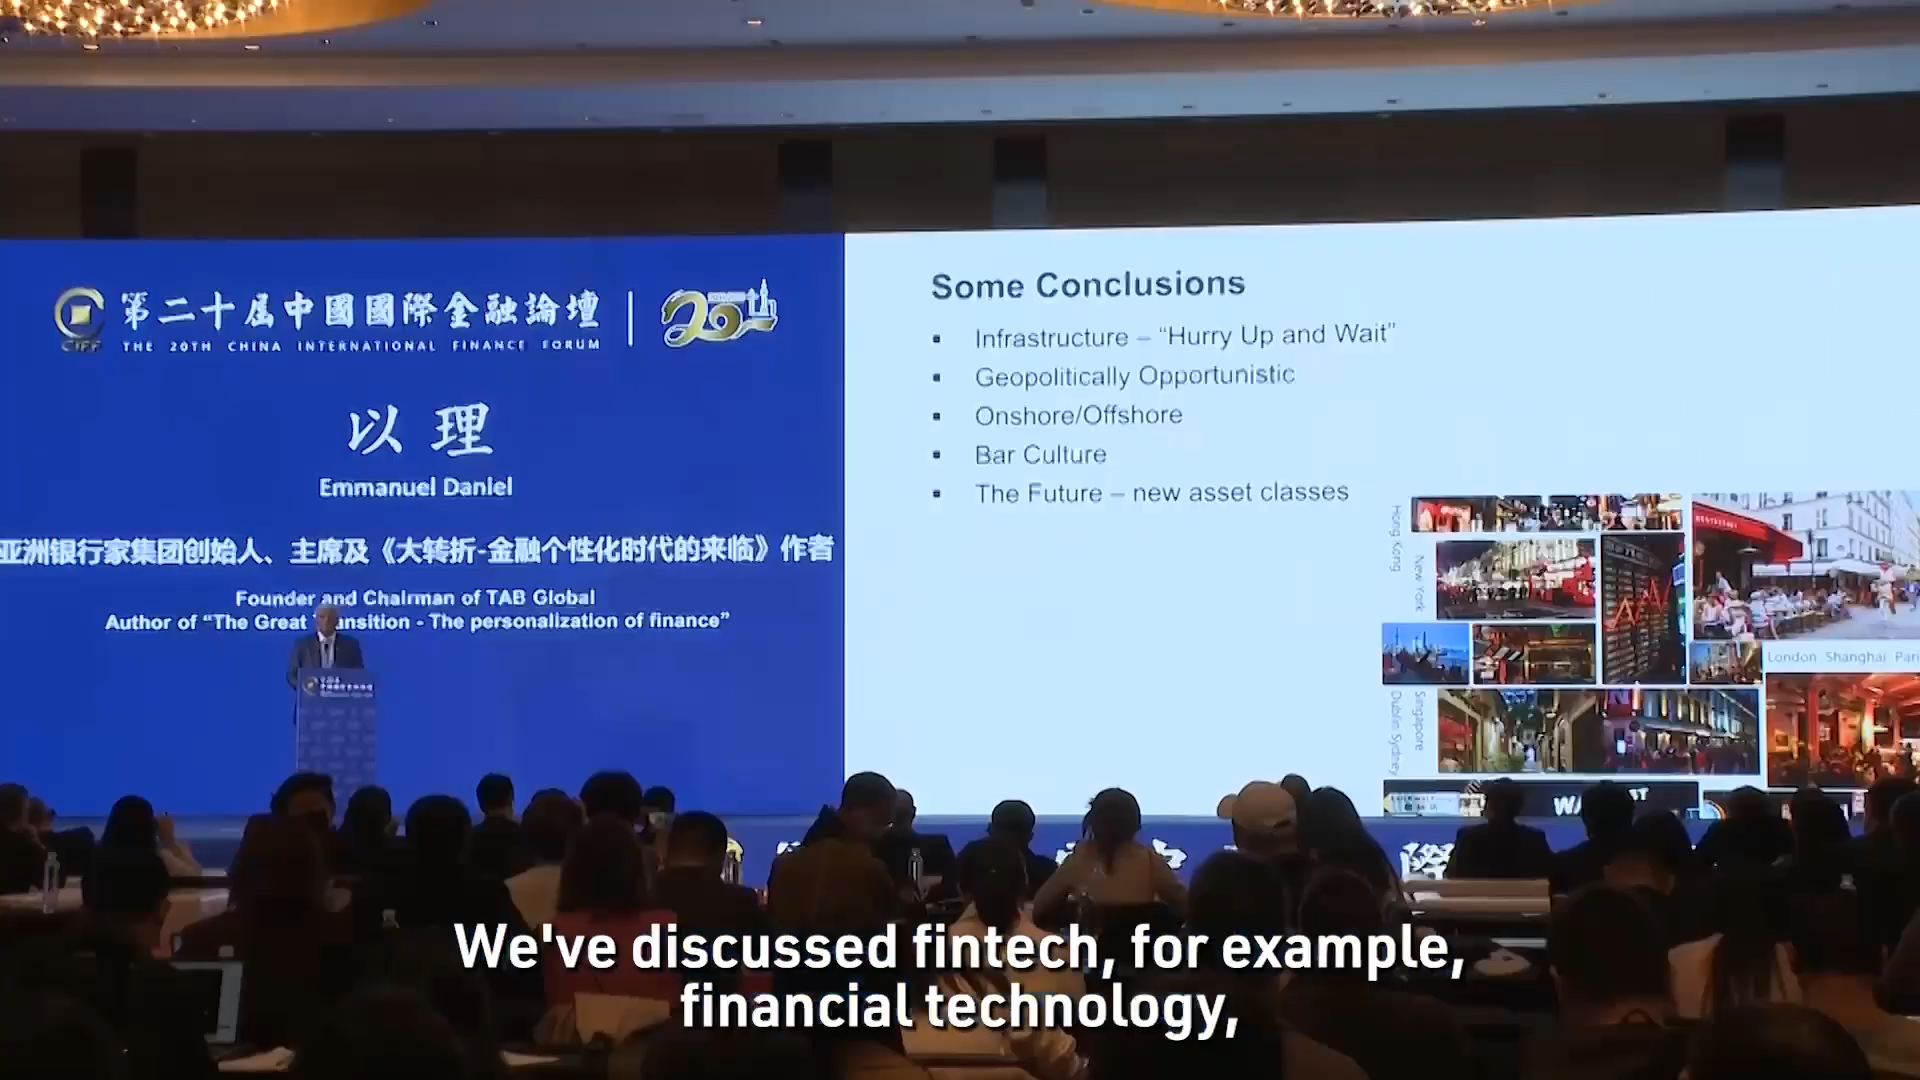 第二十屆中國國際金融論壇
20
CIFF
THE 20TH CHINA INTERNATIONAL FINANCE FORUM
以理
Emmanuel Daniel
亚洲银行家集团创始人、主席及《大转折-金融个性化时代的来临》作者
Founder and Chairman of TAB Global
Author of “The Great ansition - The personalization of finance”
Some Conclusions
▪ Infrastructure – “Hurry Up and Wait”
▪ Geopolitically Opportunistic
▪ Onshore/Offshore
▪ Bar Culture
▪ The Future – new asset classes
Hong Kong
New York
London Shanghai Pari
Singapore
Dublin Sydney
We've discussed fintech, for example,
financial technology,